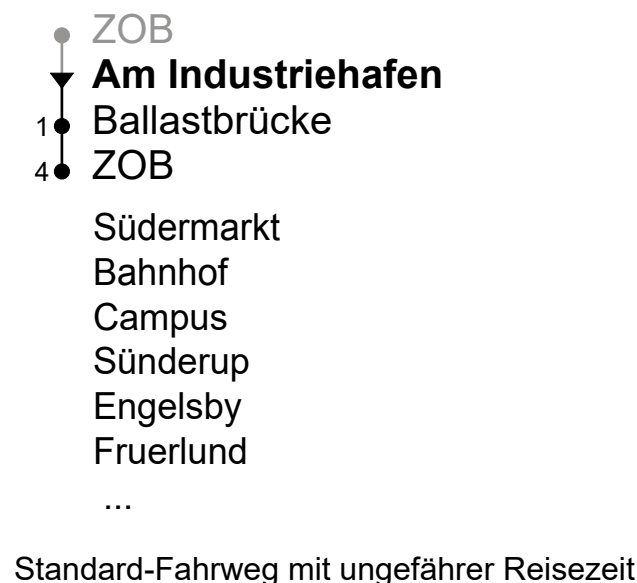 ZOB
Am Industriehafen
1 Ballastbrücke
4 ZOB
Südermarkt
Bahnhof
Campus
Sünderup
Engelsby
Fruerlund
...
Standard-Fahrweg mit ungefährer Reisezeit